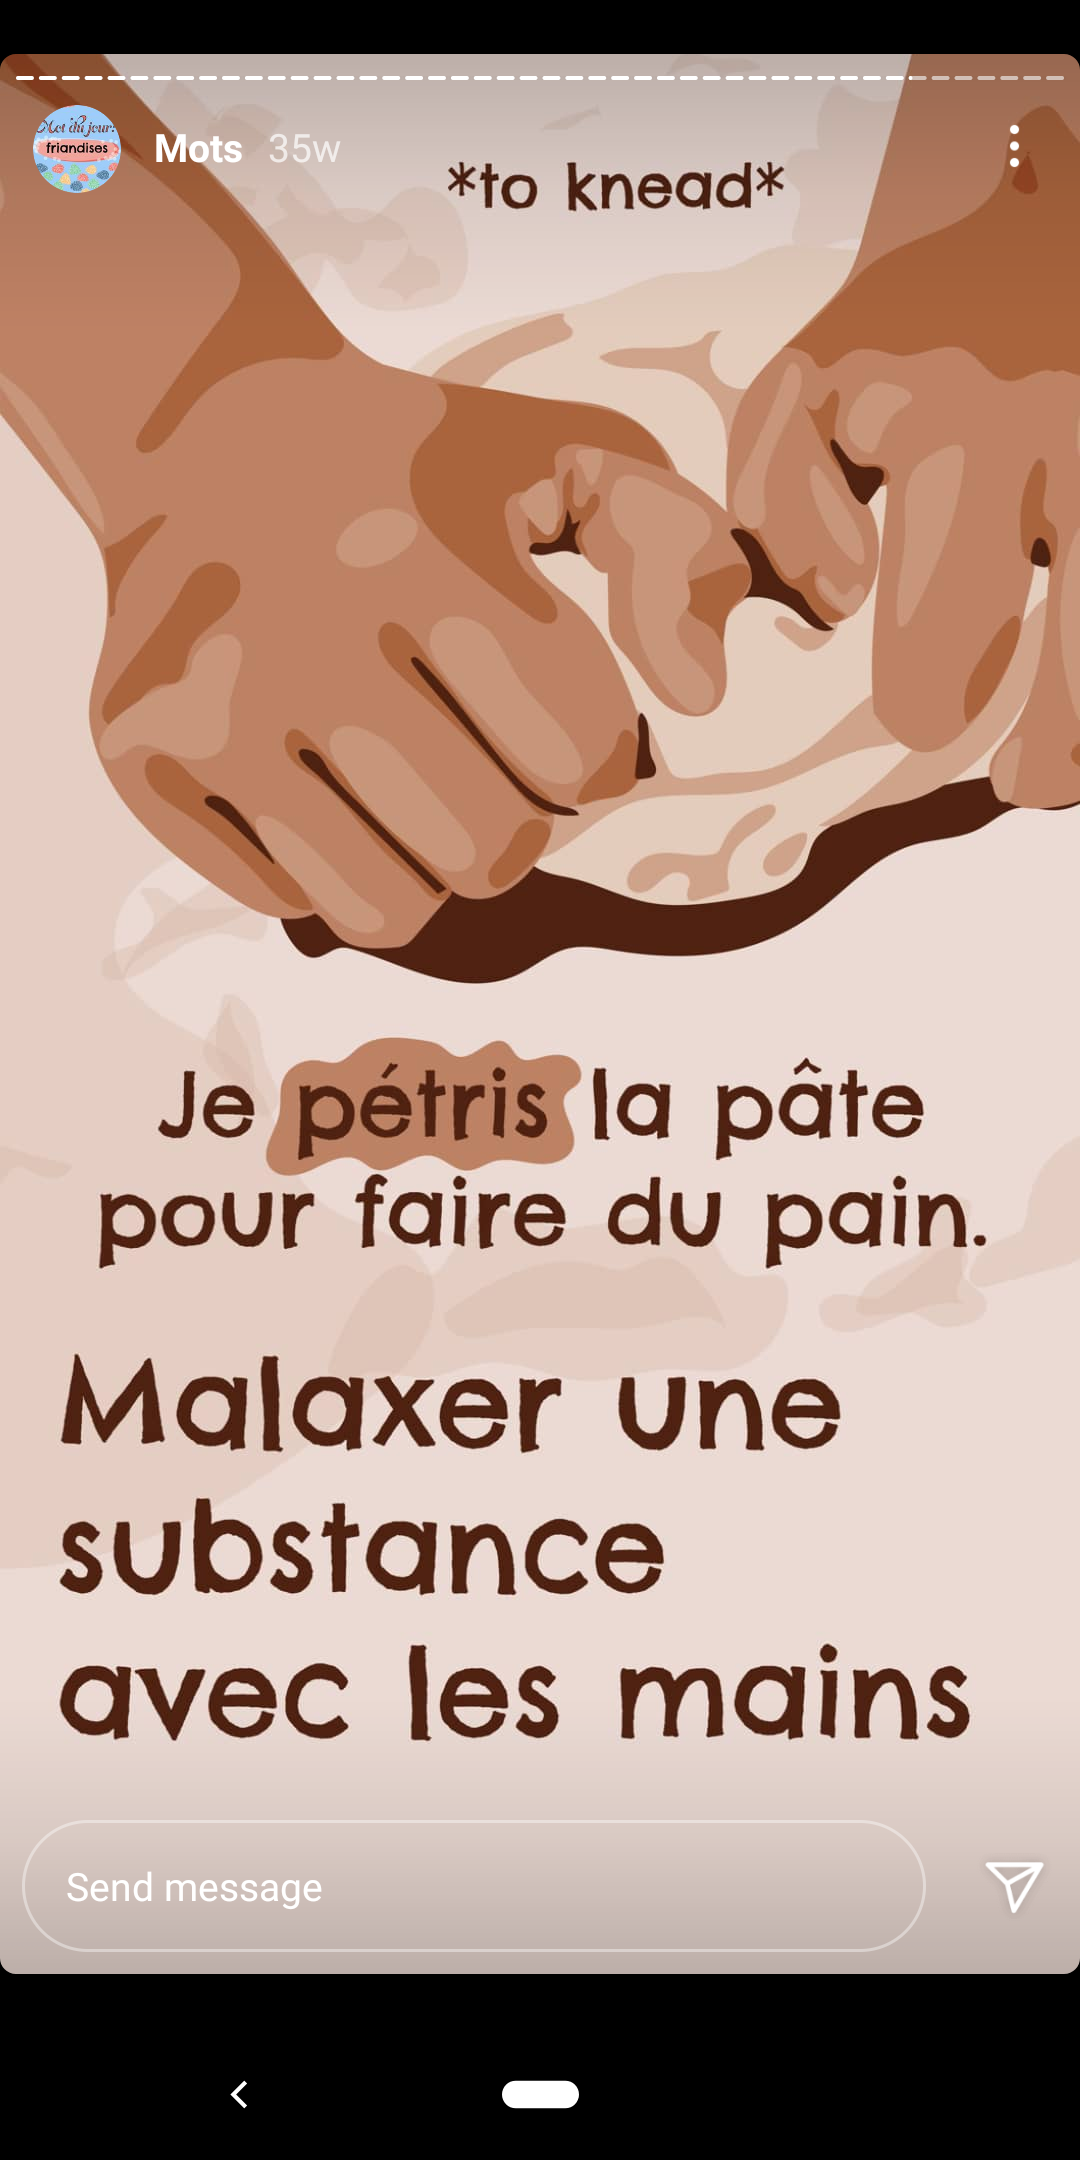 Mot du jour:
friandises
Mots 35w
*to knead*
Je pétris la pâte
pour faire du pain.
Malaxer une
substance
avec les mains
Send message